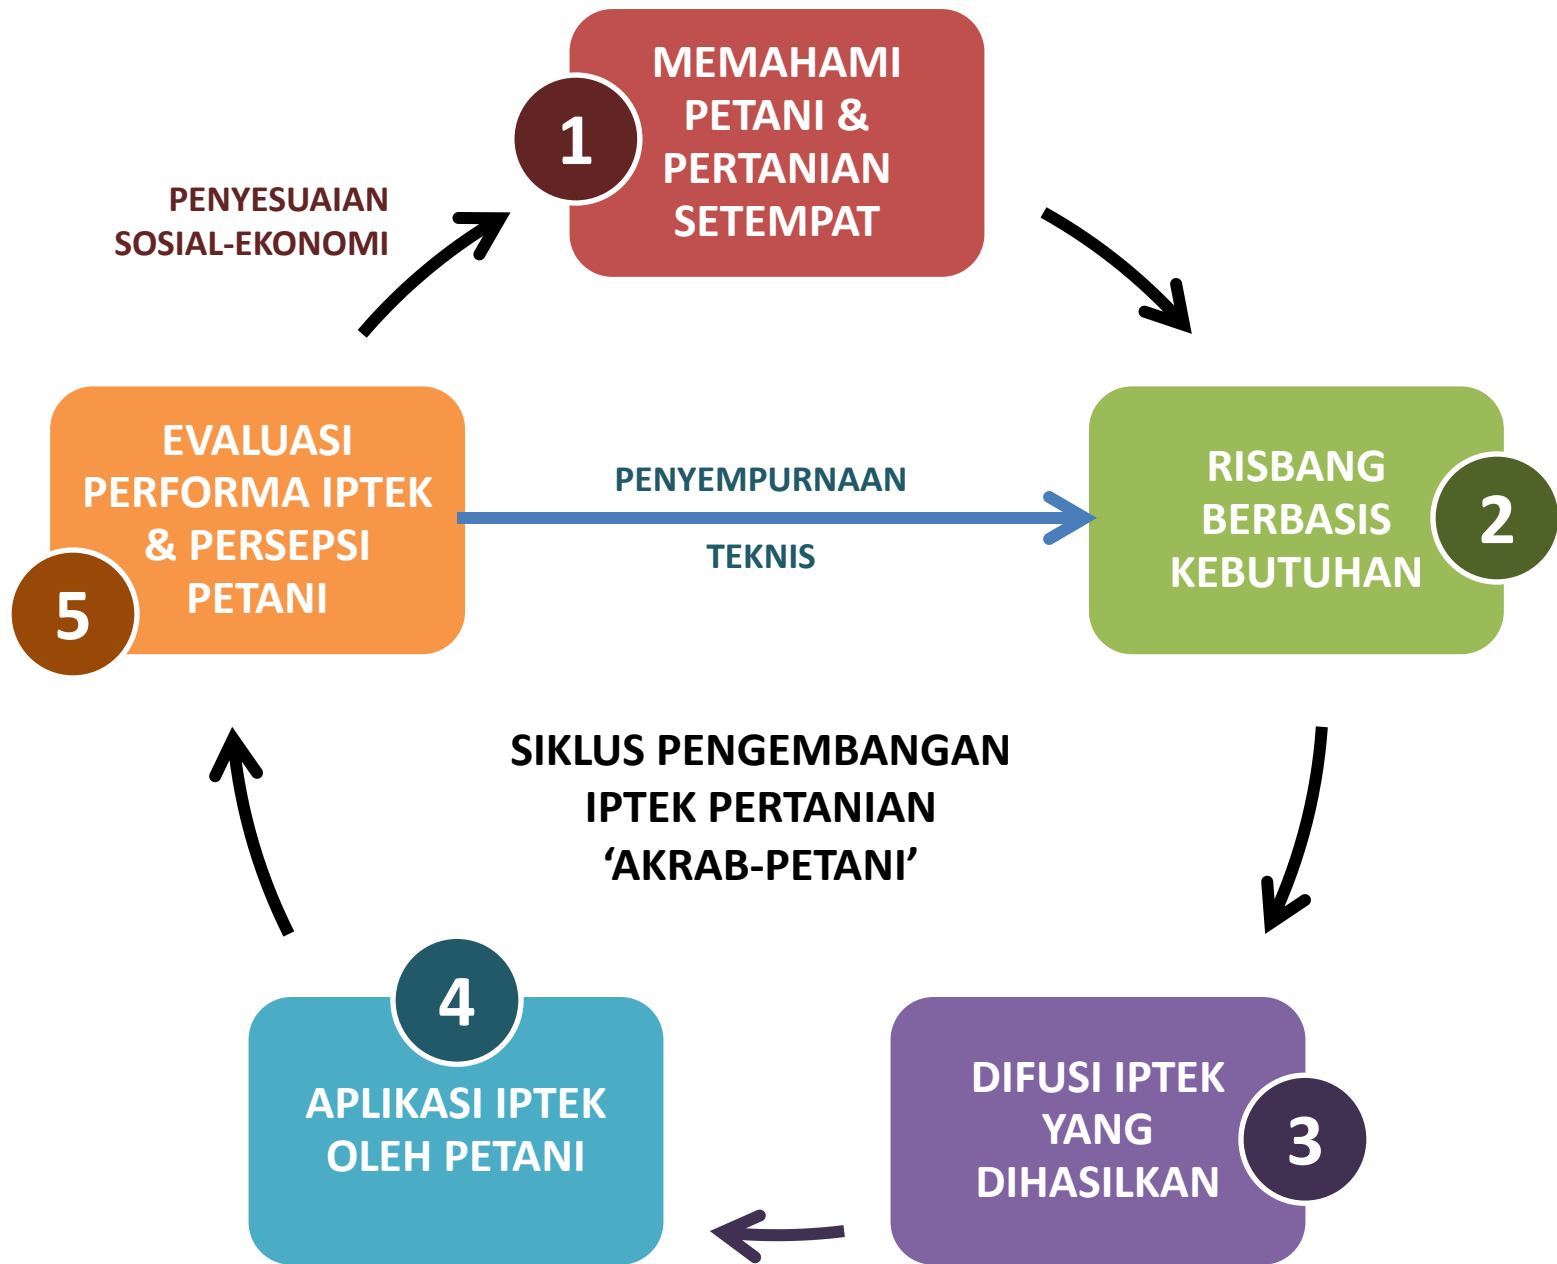 1
MEMAHAMI
PETANI &
PERTANIAN
SETEMPAT
PENYESUAIAN
SOSIAL-EKONOMI
EVALUASI
PERFORMA IPTEK
& PERSEPSI
PETANI
5
PENYEMPURNAAN
TEKNIS
RISBANG
BERBASIS
KEBUTUHAN
2
SIKLUS PENGEMBANGAN
IPTEK PERTANIAN
‘AKRAB-PETANI’
4
APLIKASI IPTEK
OLEH PETANI
DIFUSI IPTEK
YANG
DIHASILKAN
3